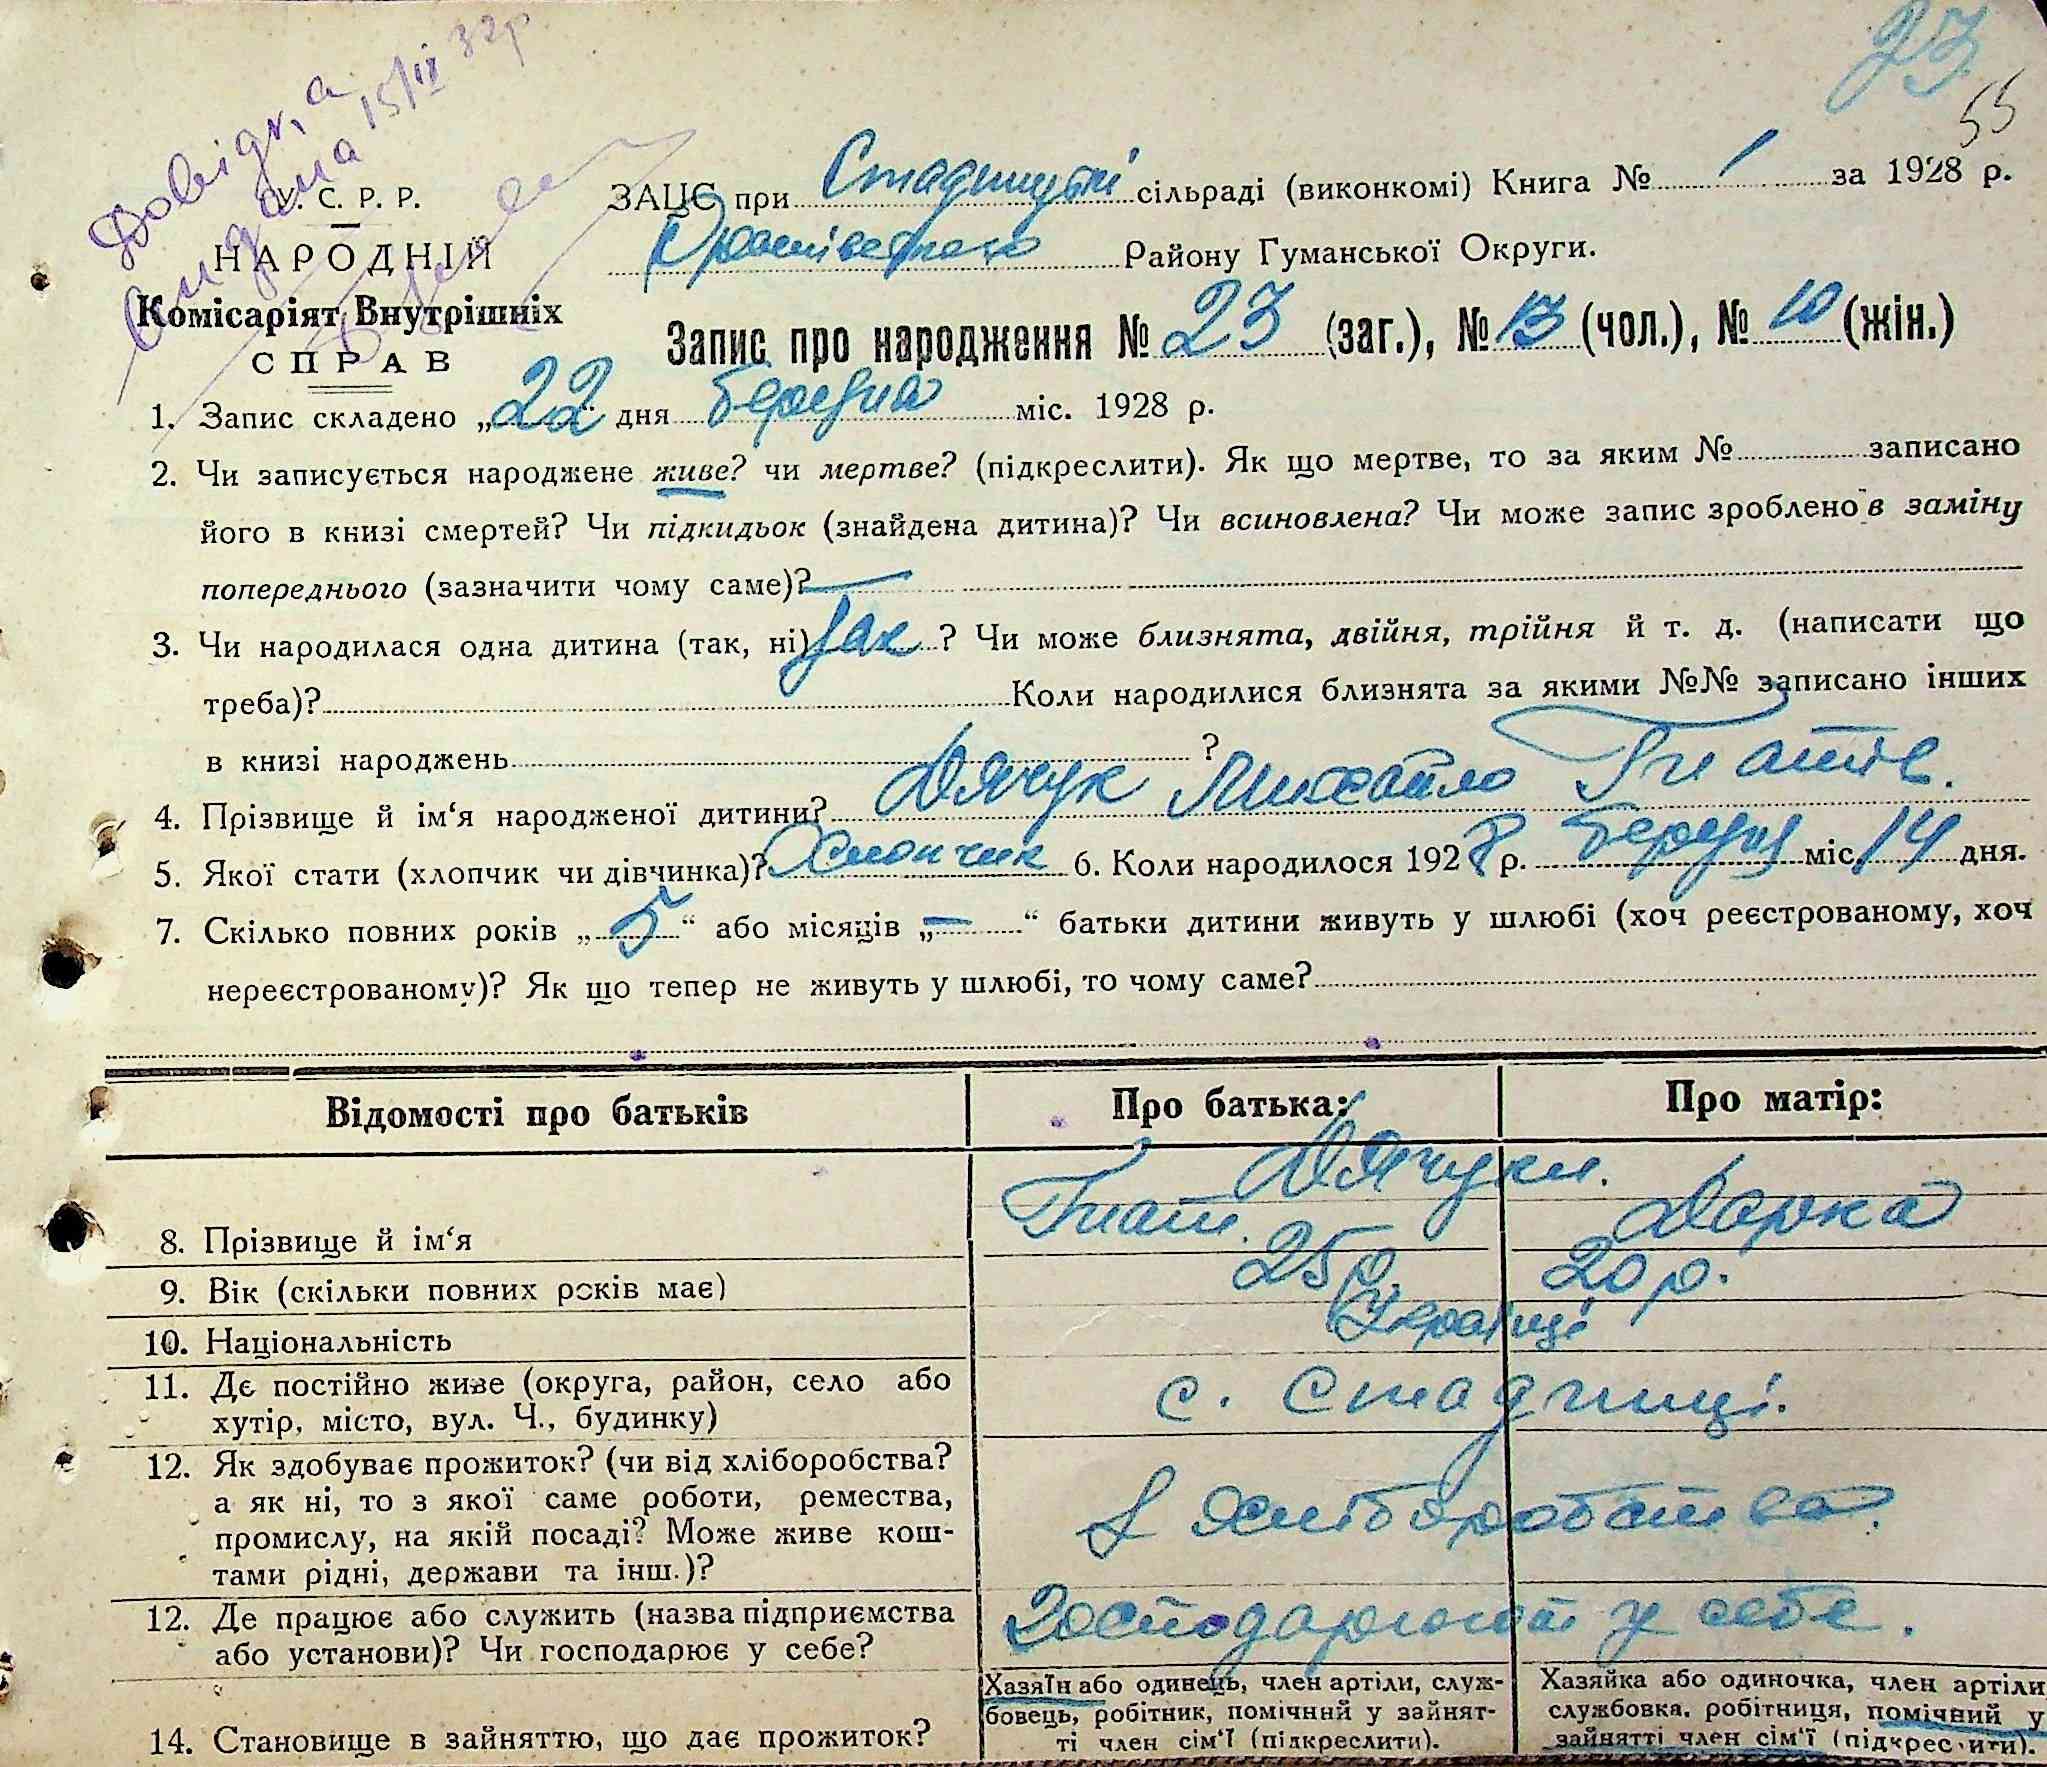 23
55
15/IV 32р
У. С. Р. Р.
НАРОДНІЙ
Комісаріят Внутрішніх
СПРАВ
ЗАЦС при сільраді (виконкомі) Книга № 1 за 1928 р.
Району Гуманської Округи.
Запис про народження № 23 (заг.), № 13 (чол.), № 10 (жін.)
1. Запис складено „22“ дня березня міс. 1928 р.
2. Чи записується народжене живе? чи мертве? (підкреслити). Як що мертве, то за яким № записано
його в книзі смертей? Чи підкидьок (знайдена дитина)? Чи всиновлена? Чи може запис зроблено в заміну
попереднього (зазначити чому саме)? —
3. Чи народилася одна дитина (так, ні) Так ? Чи може близнята, двійня, трійня й т. д. (написати що
треба)? Коли народилися близнята за якими №№ записано інших
в книзі народжень ?
4. Прізвище й ім‘я народженої дитини? Дячук Михайло Гнатів.
5. Якої стати (хлопчик чи дівчинка)? Хлопчик 6. Коли народилося 1928 р. березня міс. 14 дня.
7. Скілько повних років „5“ або місяців „—“ батьки дитини живуть у шлюбі (хоч реєстрованому, хоч
нереєстрованому)? Як що тепер не живуть у шлюбі, то чому саме?
Відомості про батьків Про батька: Про матір:
Дячуки.
8. Прізвище й ім‘я Гнат. Дарка
9. Вік (скільки повних років має) 25 р. 20 р.
10. Національність Українці
11. Де постійно живе (округа, район, село або
хутір, місто, вул. Ч., будинку) с. Стадниці.
12. Як здобуває прожиток? (чи від хліборобства?
а як ні, то з якої саме роботи, ремества,
промислу, на якій посаді? Може живе кош-
тами рідні, держави та інш.)? З хліборобства.
12. Де працює або служить (назва підприємства
або установи)? Чи господарює у себе? Господарюють у себе.
14. Становище в зайняттю, що дає прожиток?
Хазяїн або одинець, член артіли, служ-
бовець, робітник, помічний у зайнят-
ті член сім‘ї (підкреслити).
Хазяйка або одиночка, член артіли
службовка, робітниця, помічний у
зайнятті член сім‘ї (підкреслити).